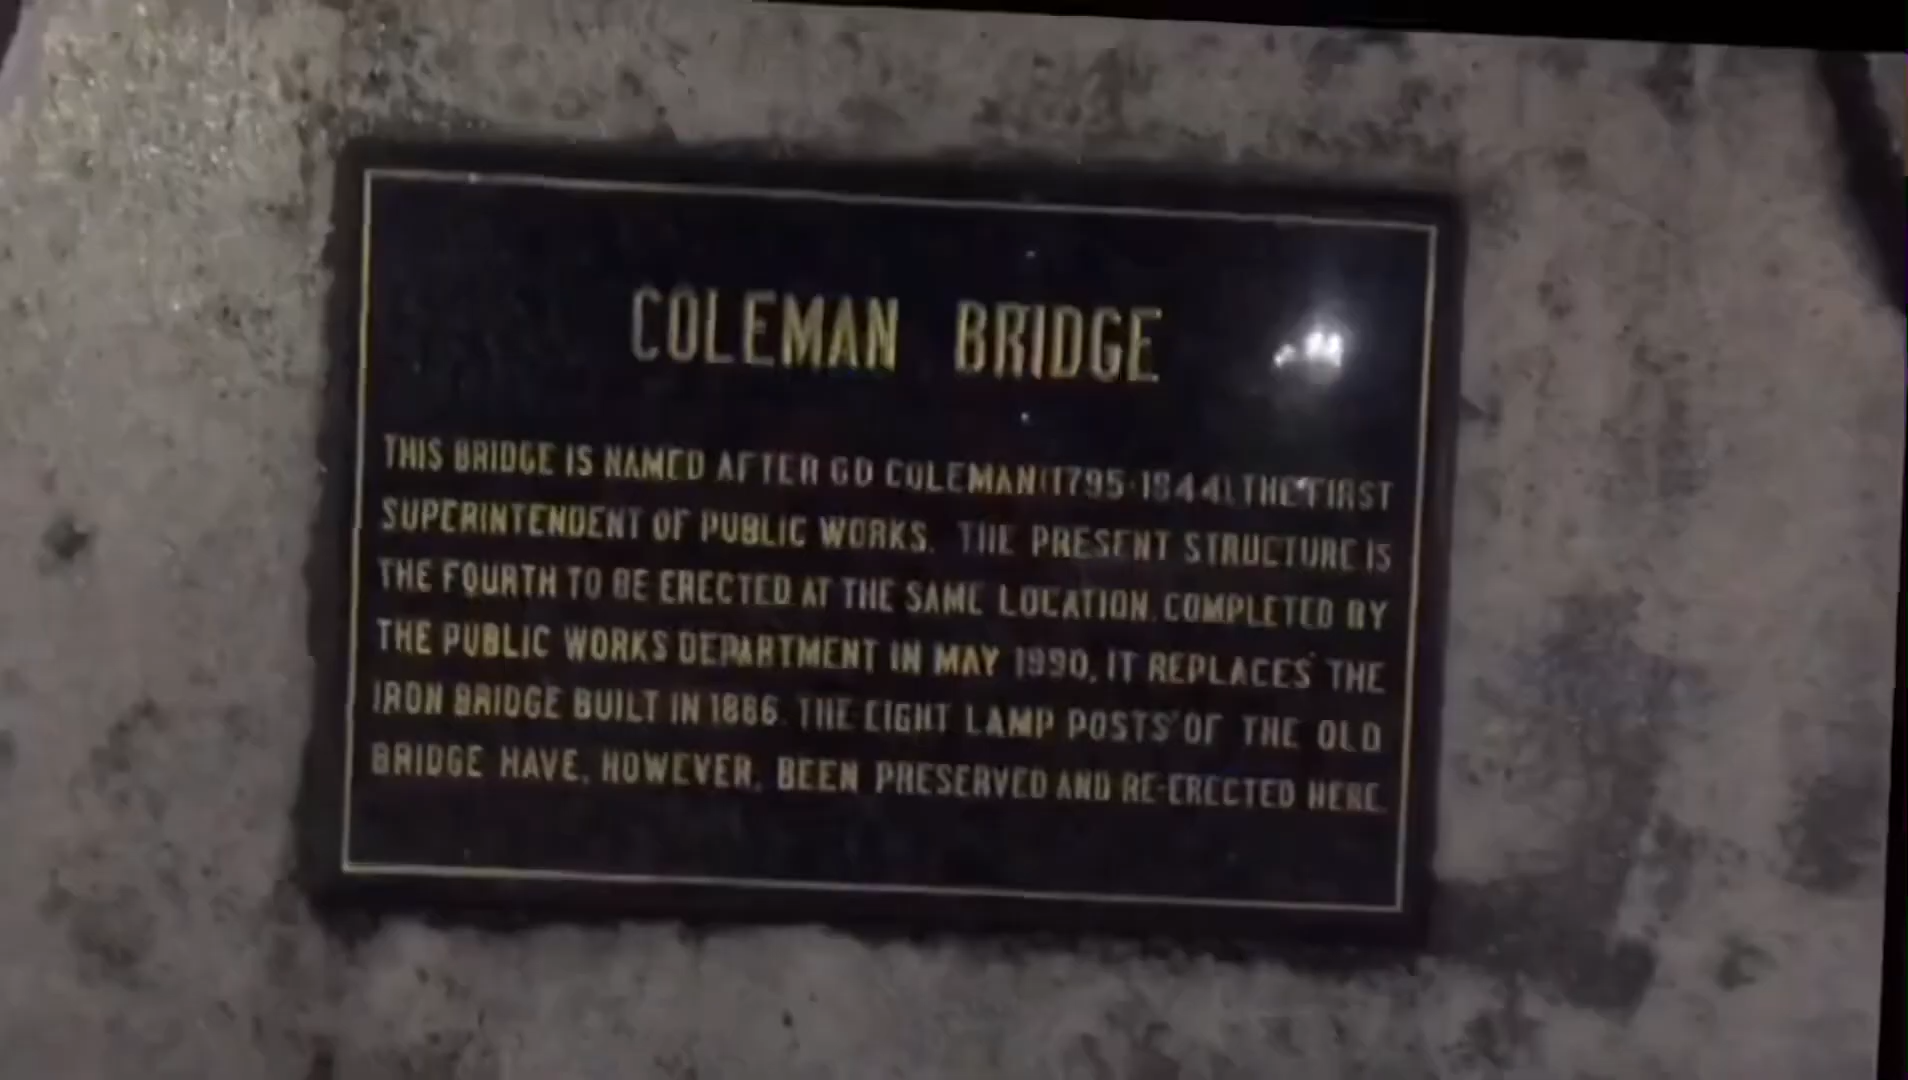 COLEMAN BRIDGE
THIS BRIDGE IS NAMED AFTER GD COLEMAN (1795-1844), THE FIRST
SUPERINTENDENT OF PUBLIC WORKS. THE PRESENT STRUCTURE IS
THE FOURTH TO BE ERECTED AT THE SAME LOCATION. COMPLETED BY
THE PUBLIC WORKS DEPARTMENT IN MAY 1990, IT REPLACES THE
IRON BRIDGE BUILT IN 1886. THE EIGHT LAMP POSTS OF THE OLD
BRIDGE HAVE, HOWEVER, BEEN PRESERVED AND RE-ERECTED HERE.